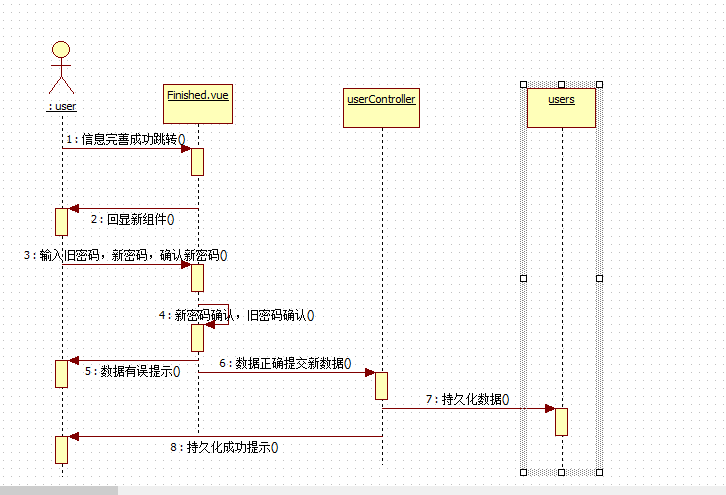 : user
Finished.vue
userController
users
1 : 信息完善成功跳转()
2 : 回显新组件()
3 : 输入旧密码，新密码，确认新密码()
4 : 新密码确认，旧密码确认()
5 : 数据有误提示()
6 : 数据正确提交新数据()
7 : 持久化数据()
8 : 持久化成功提示()